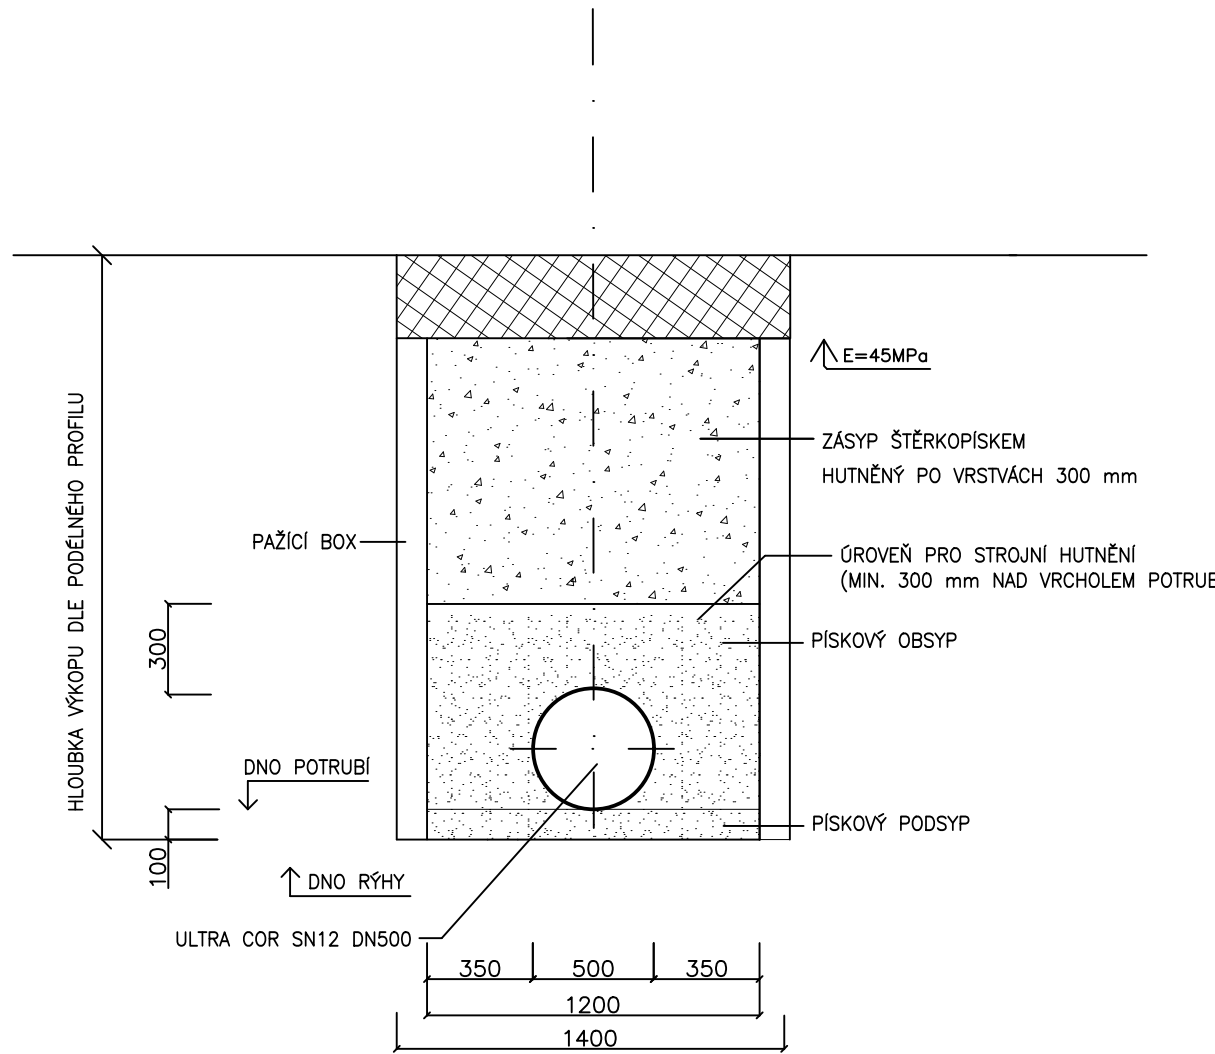 E=45MPa
ZÁSYP ŠTĚRKOPÍSKEM
HUTNĚNÝ PO VRSTVÁCH 300 mm
HLOUBKA VÝKOPU DLE PODÉLNÉHO PROFILU
PAŽÍCÍ BOX
ÚROVEŇ PRO STROJNÍ HUTNĚNÍ
(MIN. 300 mm NAD VRCHOLEM POTRUB
300
PÍSKOVÝ OBSYP
DNO POTRUBÍ
PÍSKOVÝ PODSYP
100
DNO RÝHY
ULTRA COR SN12 DN500
350 500 350
1200
1400